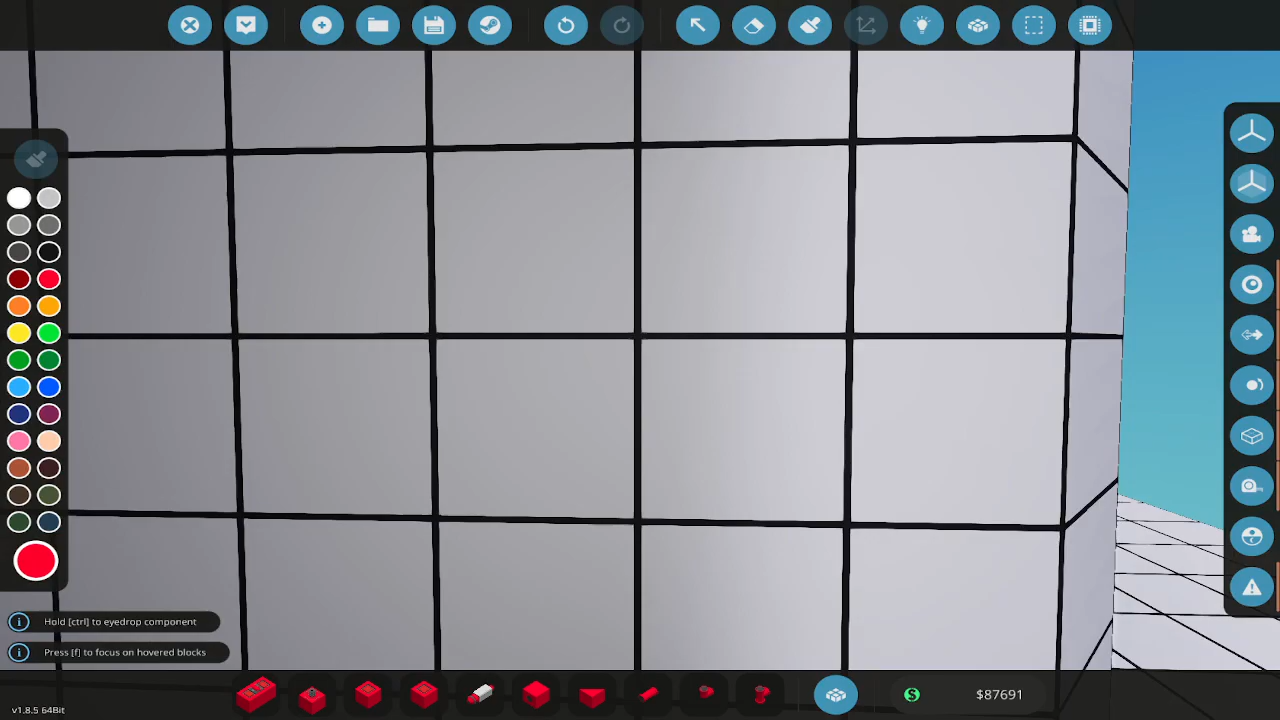 Hold [ctrl] to eyedrop component
Press [f] to focus on hovered blocks
$87691
v1.8.5 64Bit